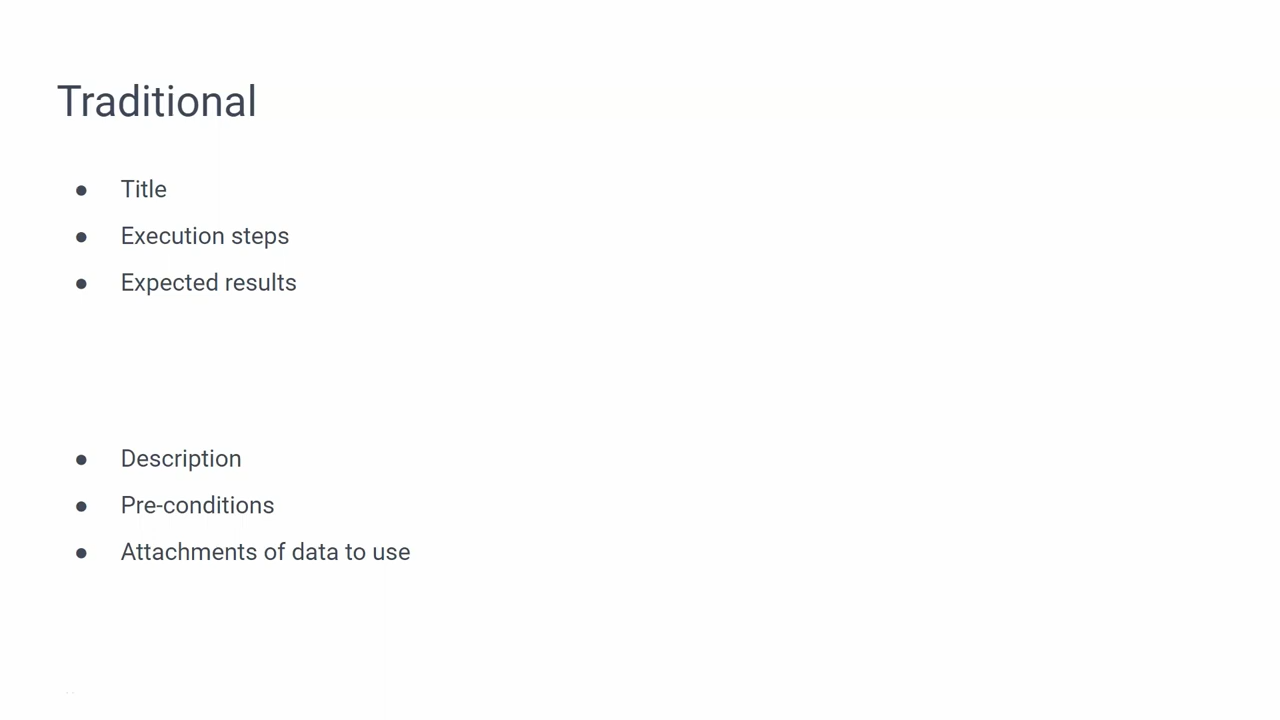 Traditional
● Title
● Execution steps
● Expected results
● Description
● Pre-conditions
● Attachments of data to use